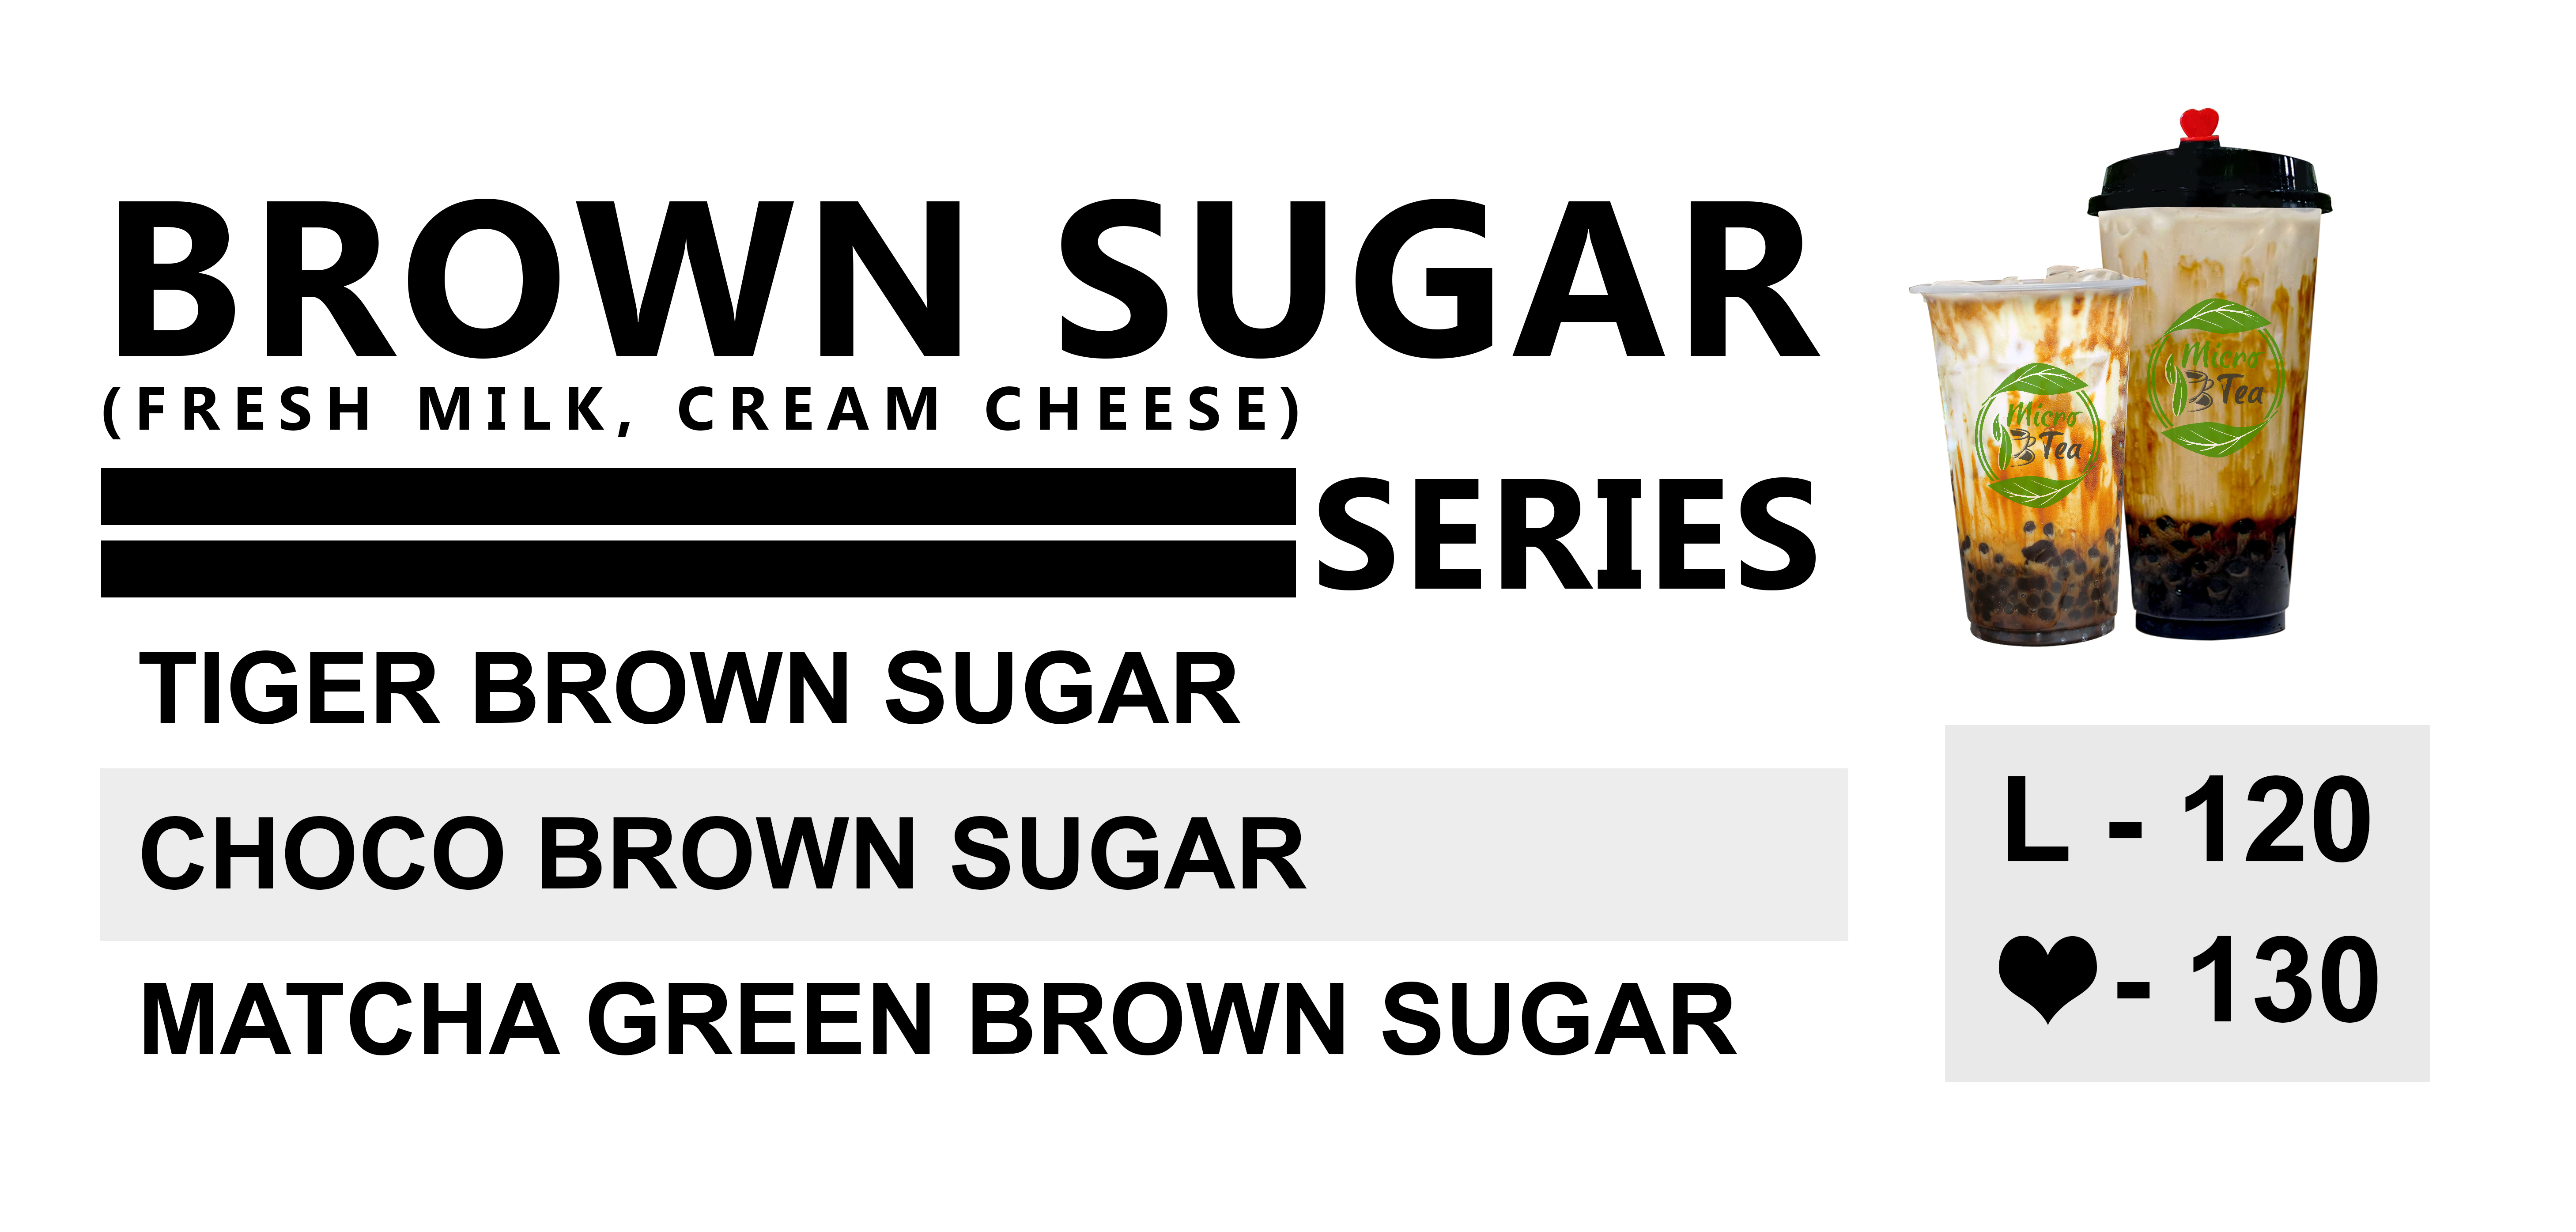 BROWN SUGAR
(FRESH MILK, CREAM CHEESE)
SERIES
TIGER BROWN SUGAR
CHOCO BROWN SUGAR
MATCHA GREEN BROWN SUGAR
Micro
Tea
Micro
Tea
L - 120
♥ - 130